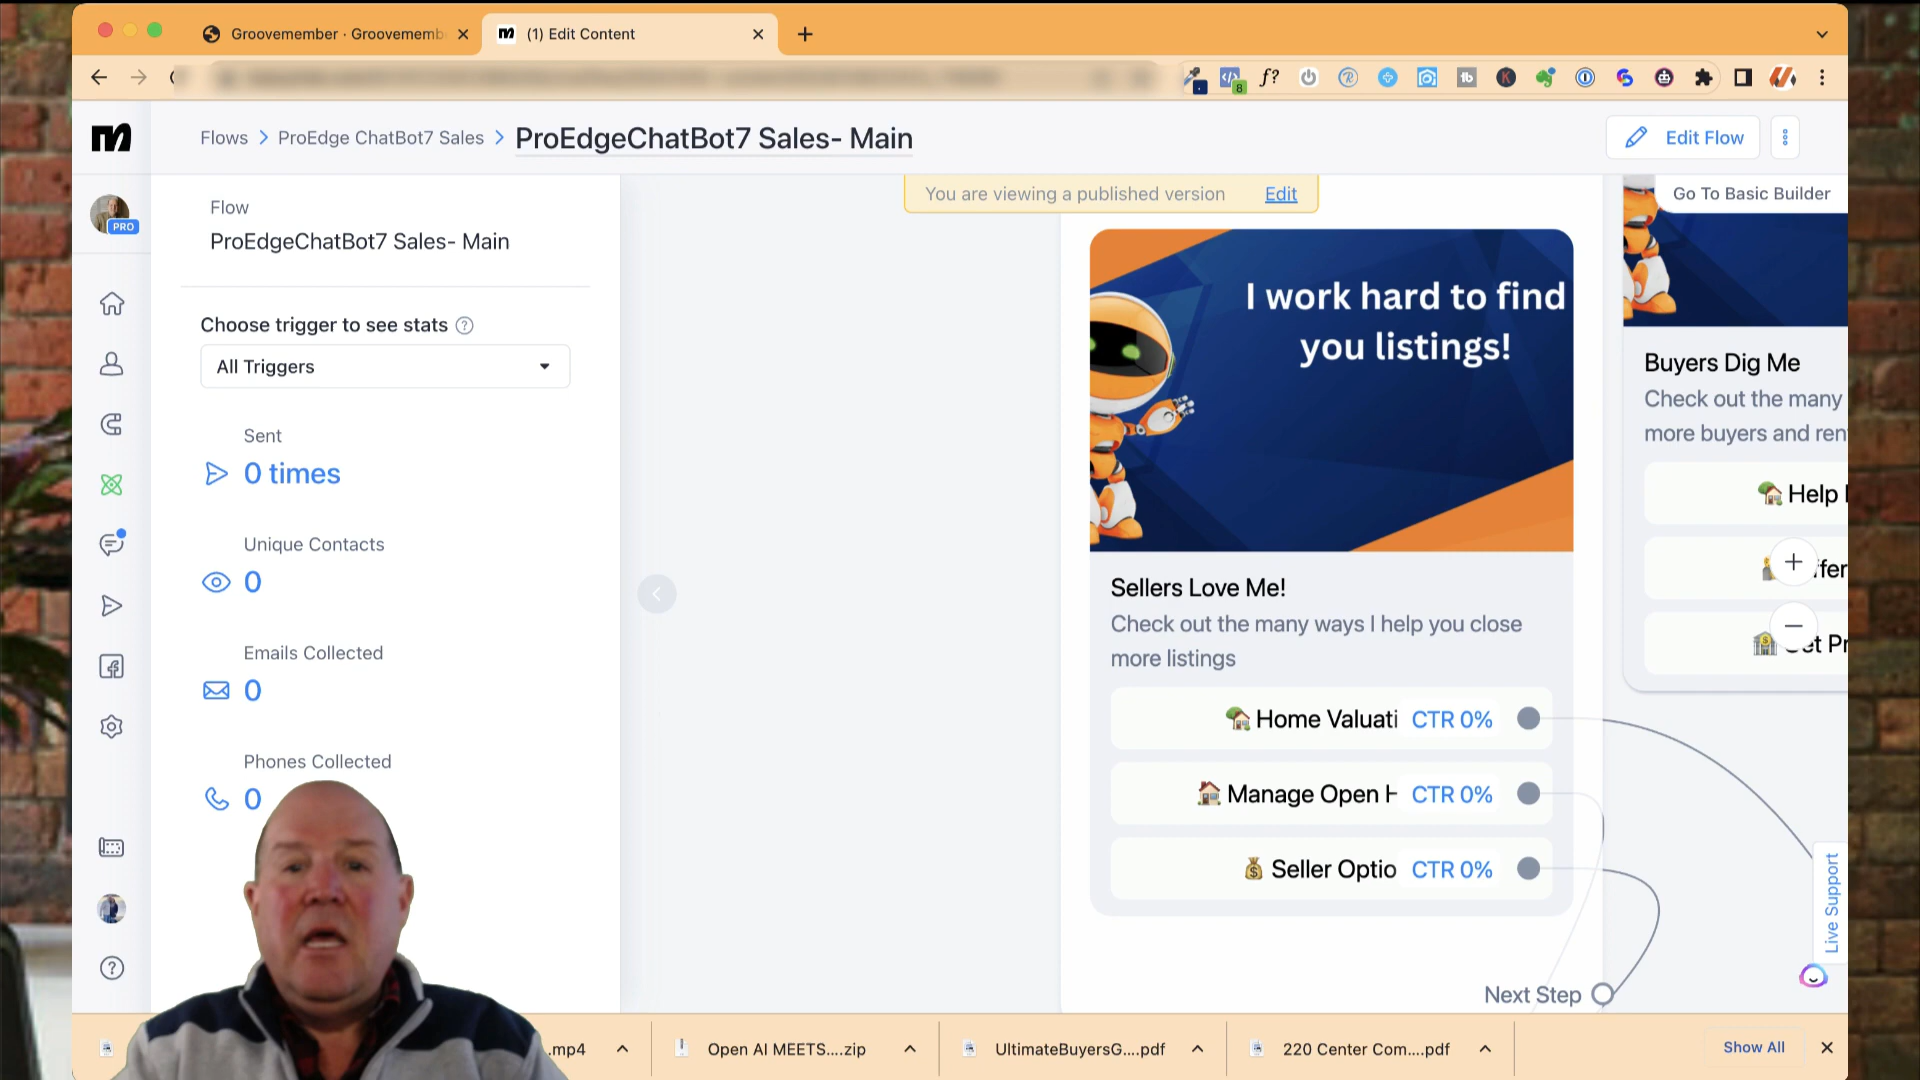 Groovemember · Groovememb
(1) Edit Content
f?
8
Flows
ProEdge ChatBot7 Sales
ProEdgeChatBot7 Sales- Main
Edit Flow
PRO
Flow
ProEdgeChatBot7 Sales- Main
You are viewing a published version Edit
Go To Basic Builder
Choose trigger to see stats
All Triggers
Sent
0 times
Unique Contacts
0
Emails Collected
0
Phones Collected
0
I work hard to find
you listings!
Sellers Love Me!
Check out the many ways I help you close
more listings
Home Valuati CTR 0%
Manage Open H CTR 0%
Seller Optio CTR 0%
Next Step
Buyers Dig Me
Check out the many
more buyers and ren
Help
Live Support
.mp4
Open AI MEETS....zip
UltimateBuyersG....pdf
220 Center Com....pdf
Show All